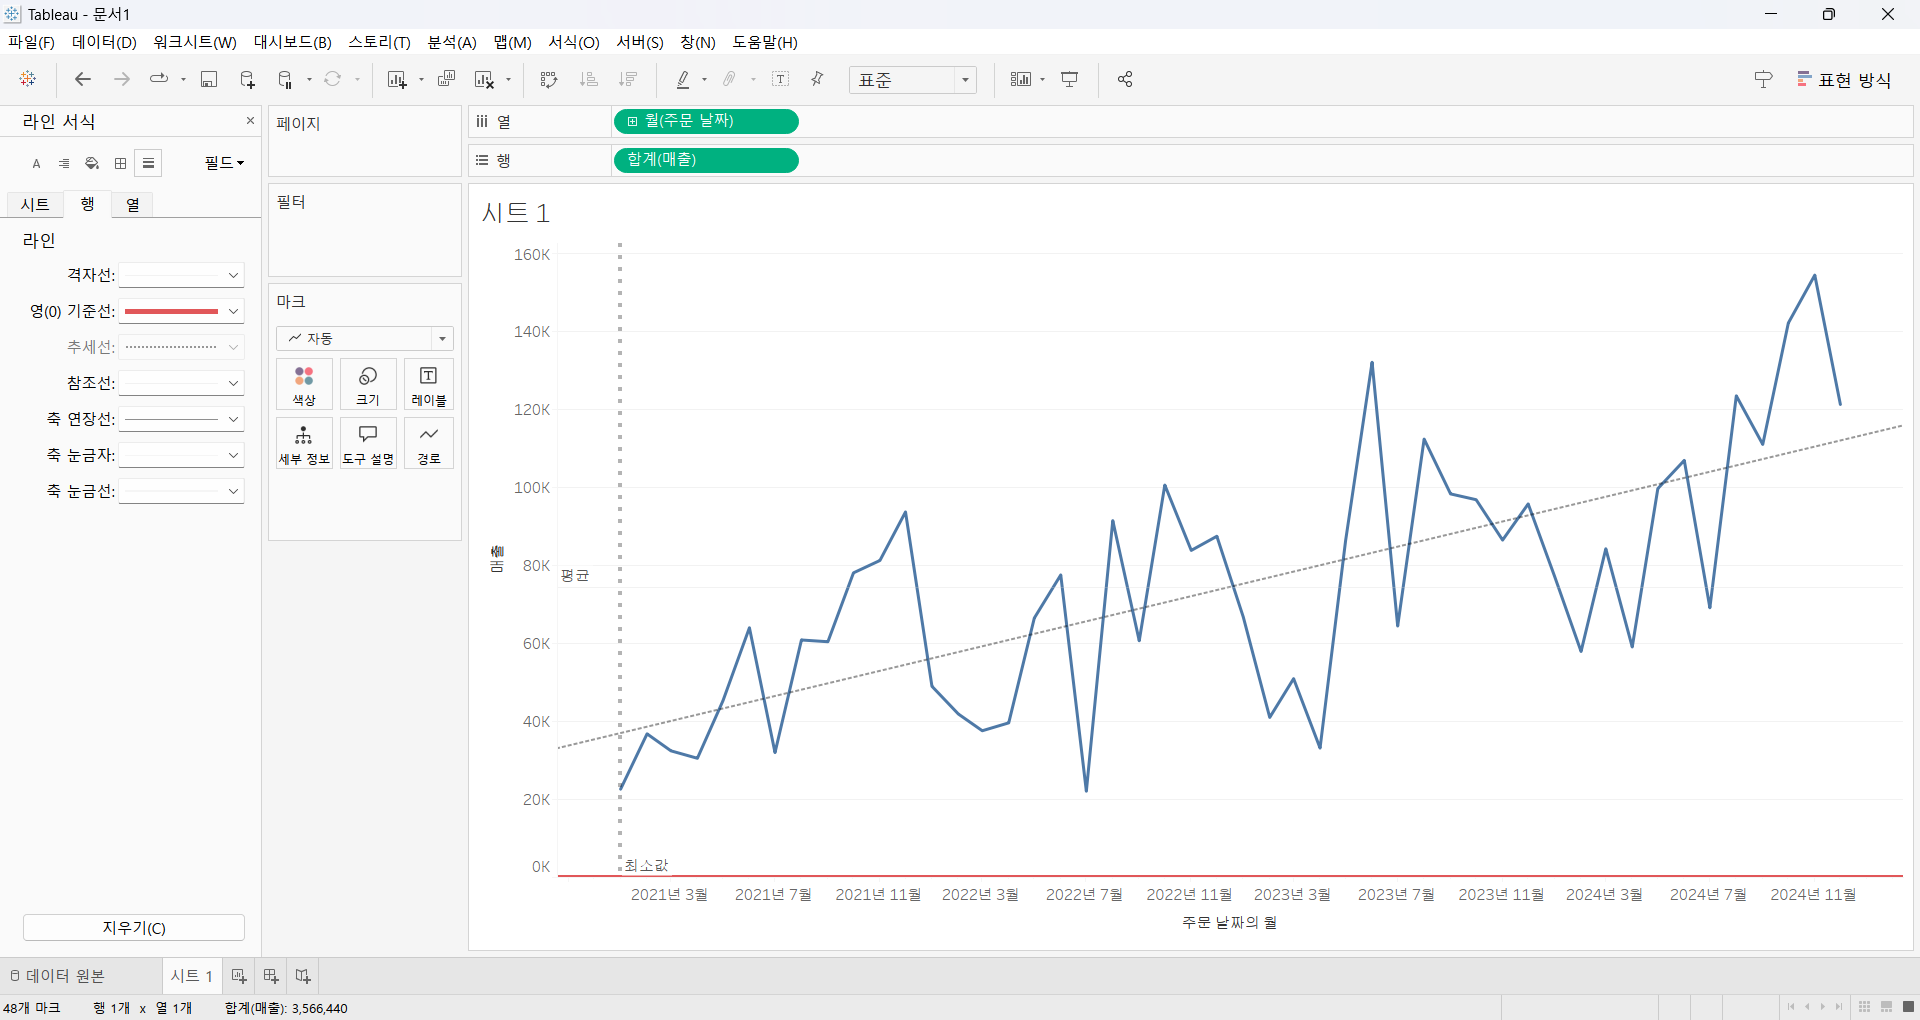 Tableau - 문서1
파일(F) 데이터(D) 워크시트(W) 대시보드(B) 스토리(T) 분석(A) 맵(M) 서식(O) 서버(S) 창(N) 도움말(H)
표준
표현 방식
라인 서식
필드
시트 행 열
라인
격자선:
영(0) 기준선:
추세선:
참조선:
축 연장선:
축 눈금자:
축 눈금선:
지우기(C)
페이지
필터
마크
자동
색상 크기 레이블
세부 정보 도구 설명 경로
열 월(주문 날짜)
행 합계(매출)
시트 1
160K
140K
120K
100K
80K
60K
40K
20K
0K
매출
평균
최소값
2021년 3월 2021년 7월 2021년 11월 2022년 3월 2022년 7월 2022년 11월 2023년 3월 2023년 7월 2023년 11월 2024년 3월 2024년 7월 2024년 11월
주문 날짜의 월
데이터 원본 시트 1
48개 마크 행 1개 x 열 1개 합계(매출): 3,566,440